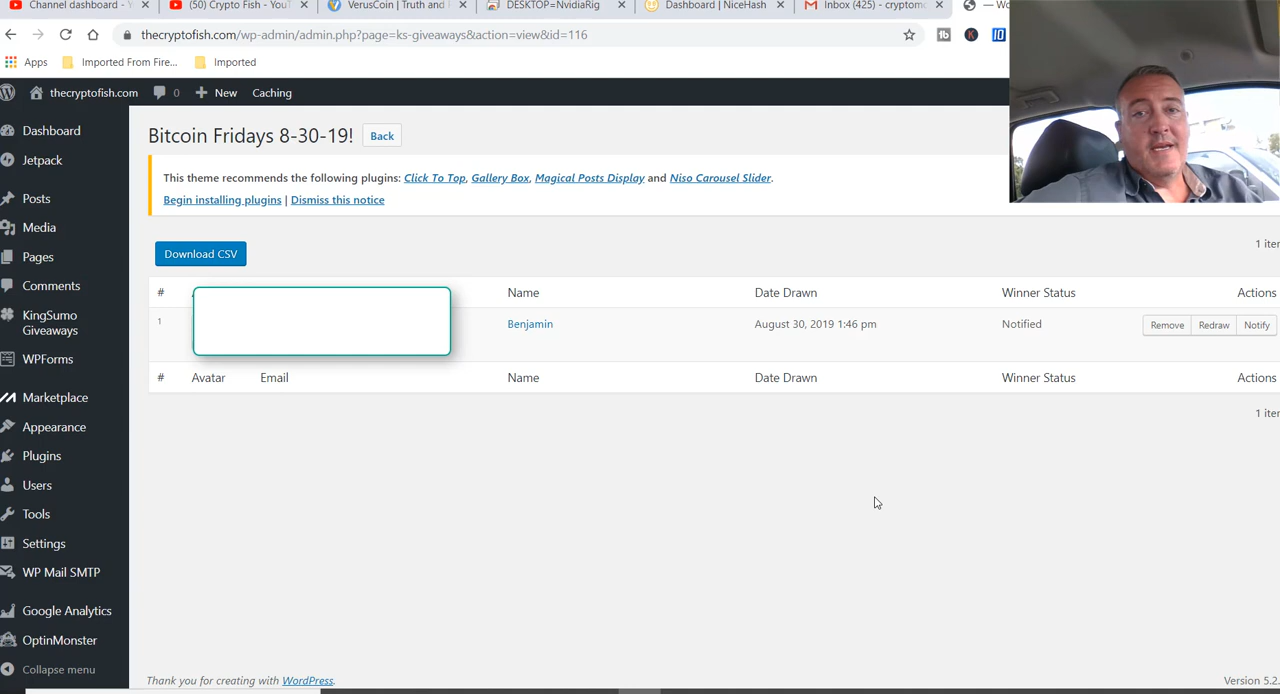 Channel dashboard - Y
(50) Crypto Fish - YouT
VerusCoin | Truth and
DESKTOP=NvidiaRig
Dashboard | NiceHash
Inbox (425) - cryptomo
thecryptofish.com/wp-admin/admin.php?page=ks-giveaways&action=view&id=116
Apps
Imported From Fire...
Imported
thecryptofish.com
0
New
Caching
Dashboard
Jetpack
Posts
Media
Pages
Comments
KingSumo
Giveaways
WPForms
Marketplace
Appearance
Plugins
Users
Tools
Settings
WP Mail SMTP
Google Analytics
OptinMonster
Collapse menu
Bitcoin Fridays 8-30-19!
Back
This theme recommends the following plugins: Click To Top, Gallery Box, Magical Posts Display and Niso Carousel Slider.
Begin installing plugins | Dismiss this notice
Download CSV
1 iter
# Name Date Drawn Winner Status Actions
1 Benjamin August 30, 2019 1:46 pm Notified Remove Redraw Notify
# Avatar Email Name Date Drawn Winner Status Actions
1 iter
Thank you for creating with WordPress.
Version 5.2.